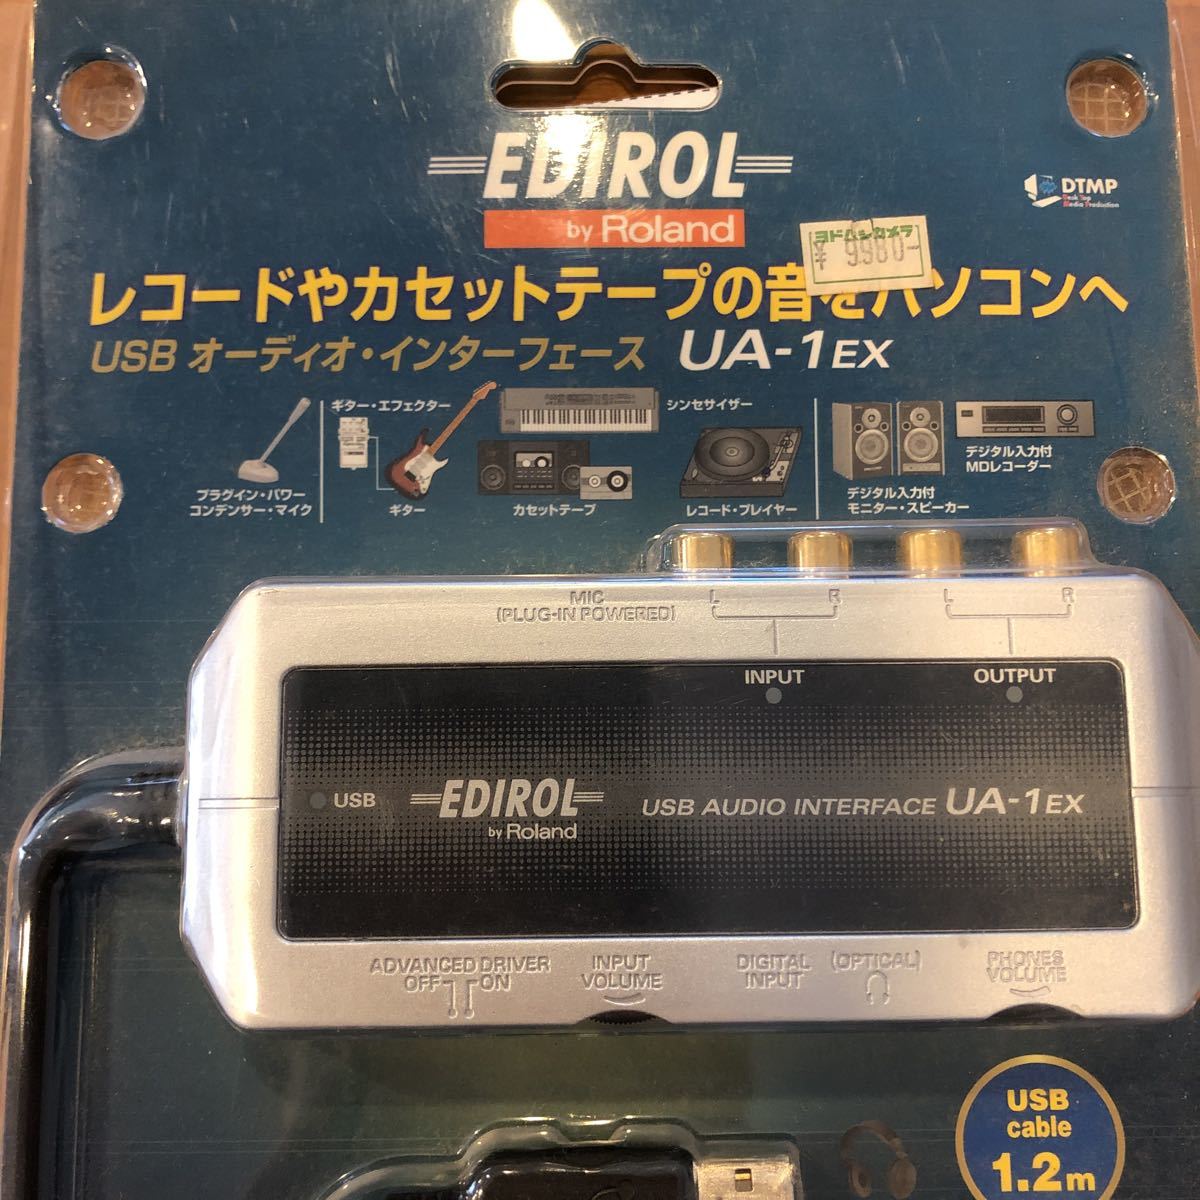 EDIROL
by Roland
DTMP
Desk Top
Media Production
ヨドバシカメラ
¥ 9980-
レコードやカセットテープの音をパソコンへ
USB オーディオ・インターフェース UA-1EX
プラグイン・パワー
コンデンサー・マイク
ギター・エフェクター
ギター
カセットテープ
シンセサイザー
レコード・プレイヤー
デジタル入力付
モニター・スピーカー
デジタル入力付
MDレコーダー
MIC
(PLUG-IN POWERED)
L R
L R
INPUT
OUTPUT
USB
EDIROL
by Roland
USB AUDIO INTERFACE UA-1EX
ADVANCED DRIVER
OFF ON
INPUT
VOLUME
DIGITAL
INPUT
(OPTICAL)
PHONES
VOLUME
USB
cable
1.2m